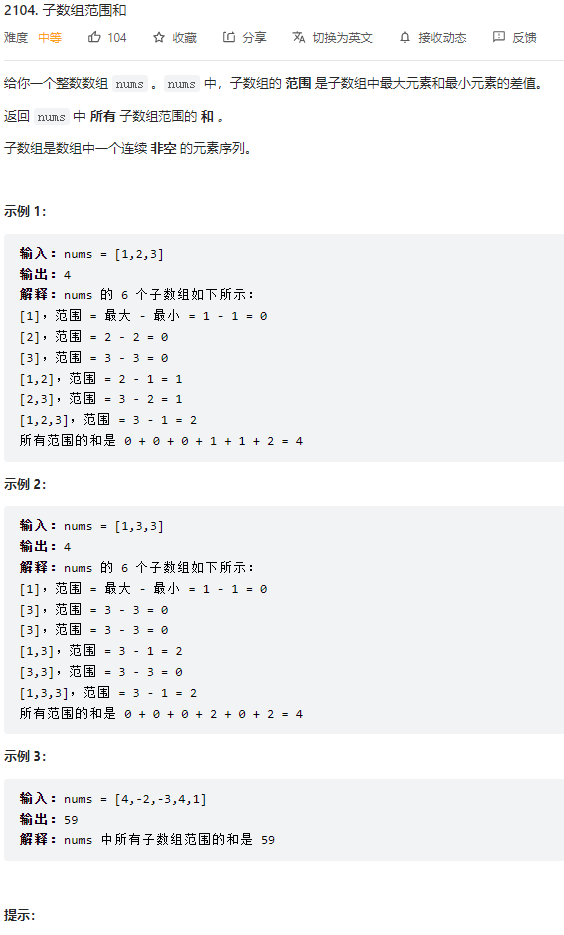 2104. 子数组范围和
难度 中等 104 收藏 分享 切换为英文 接收动态 反馈
给你一个整数数组 nums 。nums 中，子数组的 范围 是子数组中最大元素和最小元素的差值。
返回 nums 中 所有 子数组范围的 和 。
子数组是数组中一个连续 非空 的元素序列。
示例 1：
输入：nums = [1,2,3]
输出：4
解释：nums 的 6 个子数组如下所示：
[1]，范围 = 最大 - 最小 = 1 - 1 = 0
[2]，范围 = 2 - 2 = 0
[3]，范围 = 3 - 3 = 0
[1,2]，范围 = 2 - 1 = 1
[2,3]，范围 = 3 - 2 = 1
[1,2,3]，范围 = 3 - 1 = 2
所有范围的和是 0 + 0 + 0 + 1 + 1 + 2 = 4
示例 2：
输入：nums = [1,3,3]
输出：4
解释：nums 的 6 个子数组如下所示：
[1]，范围 = 最大 - 最小 = 1 - 1 = 0
[3]，范围 = 3 - 3 = 0
[3]，范围 = 3 - 3 = 0
[1,3]，范围 = 3 - 1 = 2
[3,3]，范围 = 3 - 3 = 0
[1,3,3]，范围 = 3 - 1 = 2
所有范围的和是 0 + 0 + 0 + 2 + 0 + 2 = 4
示例 3：
输入：nums = [4,-2,-3,4,1]
输出：59
解释：nums 中所有子数组范围的和是 59
提示：